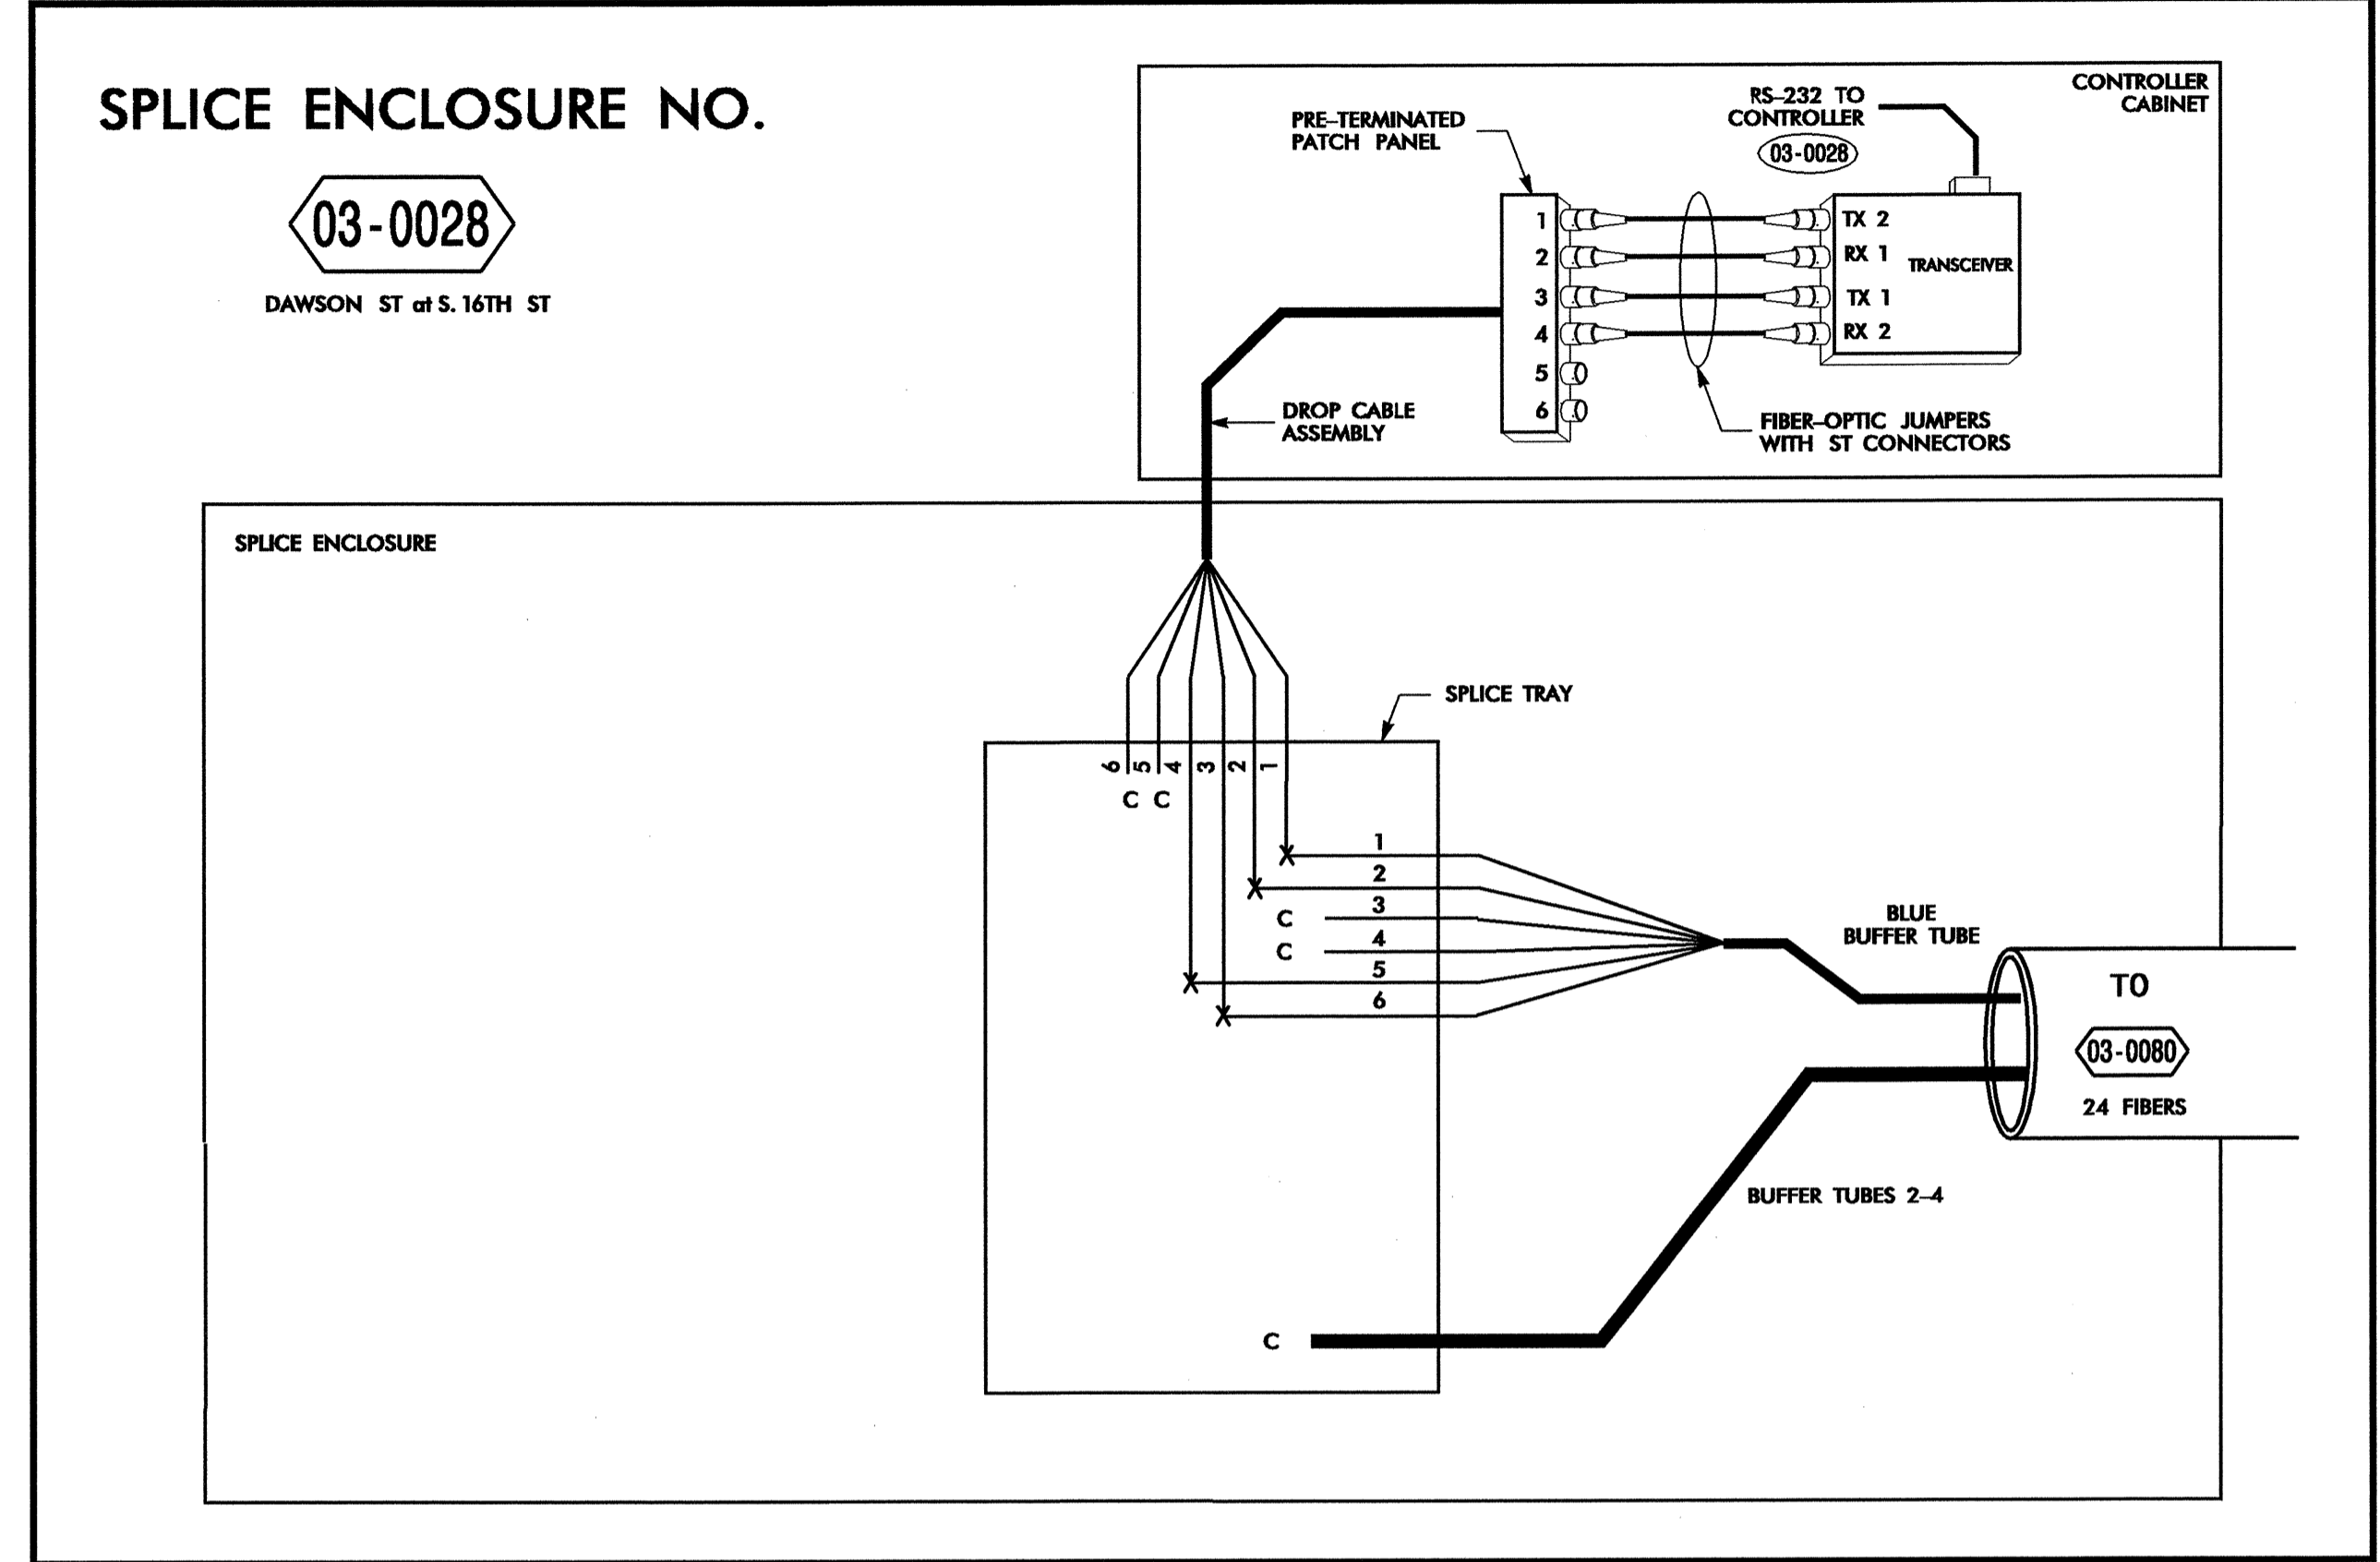 SPLICE ENCLOSURE NO.
03-0028
DAWSON ST at S. 16TH ST
CONTROLLER
CABINET
RS-232 TO
CONTROLLER
03-0028
PRE-TERMINATED
PATCH PANEL
1
2
3
4
5
6
TX 2
RX 1
TX 1
RX 2
TRANSCEIVER
DROP CABLE
ASSEMBLY
FIBER-OPTIC JUMPERS
WITH ST CONNECTORS
SPLICE ENCLOSURE
SPLICE TRAY
6 5 4 3 2 1
C C
1
2
C 3
C 4
5
6
BLUE
BUFFER TUBE
TO
03-0080
24 FIBERS
BUFFER TUBES 2-4
C